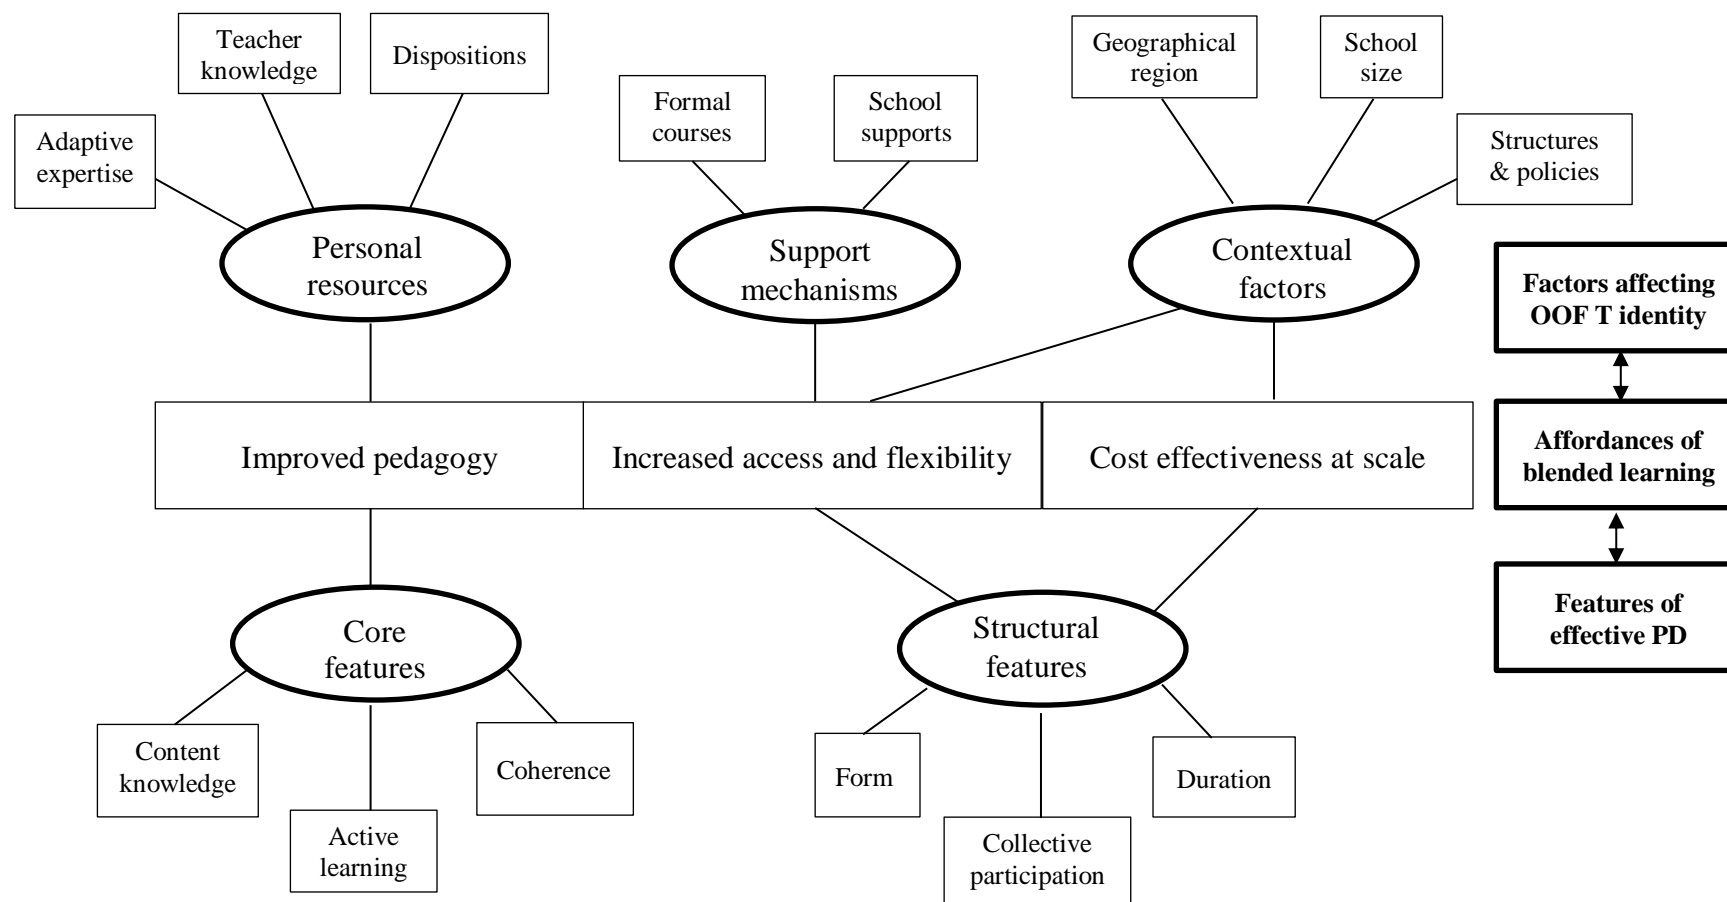 Teacher
knowledge
Dispositions
Geographical
region
School
size
Formal
courses
School
supports
Adaptive
expertise
Structures
& policies
Personal
resources
Support
mechanisms
Contextual
factors
Factors affecting
OOF T identity
Improved pedagogy
Increased access and flexibility
Cost effectiveness at scale
Affordances of
blended learning
Features of
effective PD
Core
features
Structural
features
Content
knowledge
Coherence
Form
Duration
Active
learning
Collective
participation